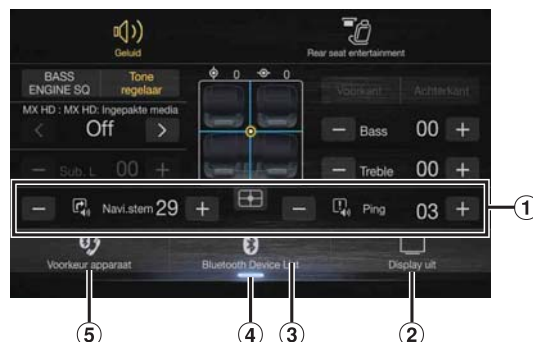 Geluid
Rear seat entertainment
BASS
ENGINE SQ
Tone
regelaar
0 0
Voorkant
Achterkant
MX HD : MX HD: Ingepakte media
< Off >
− Bass 00 +
− Sub. L 00 +
− Treble 00 +
− Navi.stem 29 +
− Ping 03 +
1
Voorkeur apparaat
Bluetooth Device List
Display uit
5
4
3
2